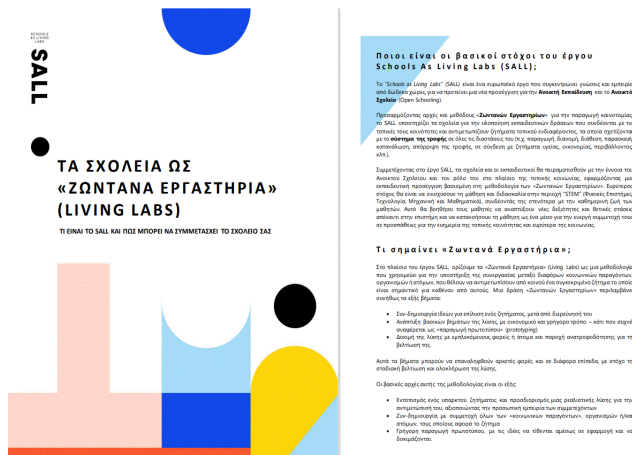 SCHOOLS
AS LIVING
LABS
SALL
ΤΑ ΣΧΟΛΕΙΑ ΩΣ
«ΖΩΝΤΑΝΑ ΕΡΓΑΣΤΗΡΙΑ»
(LIVING LABS)
ΤΙ ΕΙΝΑΙ ΤΟ SALL ΚΑΙ ΠΩΣ ΜΠΟΡΕΙ ΝΑ ΣΥΜΜΕΤΑΣΧΕΙ ΤΟ ΣΧΟΛΕΙΟ ΣΑΣ
Ποιοι είναι οι βασικοί στόχοι του έργου
Schools As Living Labs (SALL);
Το "Schools as Living Labs" (SALL) είναι ένα ευρωπαϊκό έργο που συγκεντρώνει γνώσεις και εμπειρία
από δώδεκα χώρες, για να προτείνει μια νέα προσέγγιση για την Ανοικτή Εκπαίδευση και το Ανοικτό
Σχολείο (Open Schooling).
Προσαρμόζοντας αρχές και μεθόδους «Ζωντανών Εργαστηρίων» για την παραγωγή καινοτομίας
το SALL υποστηρίζει τα σχολεία για την υλοποίηση εκπαιδευτικών δράσεων που συνδέονται με τις
τοπικές τους κοινότητες και αντιμετωπίζουν ζητήματα τοπικού ενδιαφέροντος, τα οποία σχετίζονται
με το σύστημα της τροφής σε όλες τις διαστάσεις του (π.χ. παραγωγή, διανομή, διάθεση, παρασκευή
κατανάλωση, απόρριψη της τροφής, σε σύνδεση με ζητήματα υγείας, οικονομίας, περιβάλλοντος
κλπ.).
Συμμετέχοντας στο έργο SALL, τα σχολεία και οι εκπαιδευτικοί θα πειραματισθούν με την έννοια του
Ανοικτού Σχολείου και τον ρόλο του στο πλαίσιο της τοπικής κοινωνίας, εφαρμόζοντας μια
εκπαιδευτική προσέγγιση βασισμένη στη μεθοδολογία των «Ζωντανών Εργαστηρίων». Ευρύτερος
στόχος θα είναι να ενισχύσουν τη μάθηση και διδασκαλία στην περιοχή "STEM" (Φυσικές Επιστήμες
Τεχνολογία, Μηχανική και Μαθηματικά), συνδέοντάς της στενότερα με την καθημερινή ζωή των
μαθητών. Αυτό θα βοηθήσει τους μαθητές να αναπτύξουν νέες δεξιότητες και θετικές στάσεις
απέναντι στην επιστήμη και να κατανοήσουν τη μάθηση ως ένα μέσο για την ενεργή συμμετοχή τους
σε προσπάθειες για την ευημερία της τοπικής κοινότητας και ευρύτερα της κοινωνίας.
Τι σημαίνει «Ζωντανά Εργαστήρια»;
Στο πλαίσιο του έργου SALL, ορίζουμε τα «Ζωντανά Εργαστήρια» (Living Labs) ως μια μεθοδολογία
που χρησιμεύει για την υποστήριξη της συνεργασίας μεταξύ διαφόρων κοινωνικών παραγόντων,
οργανισμών ή ατόμων, που θέλουν να αντιμετωπίσουν από κοινού ένα συγκεκριμένο ζήτημα το οποίο
είναι σημαντικό για καθέναν από αυτούς. Μια δράση «Ζωντανών Εργαστηρίων» περιλαμβάνει
συνήθως τα εξής βήματα:
• Συν-δημιουργία ιδεών για επίλυση ενός ζητήματος, μετά από διερεύνησή του
• Ανάπτυξη βασικών βημάτων της λύσης, με οικονομικό και γρήγορο τρόπο – κάτι που συχνά
αναφέρεται ως «παραγωγή πρωτοτύπου» (prototyping)
• Δοκιμή της λύσης με εμπλεκόμενους φορείς ή άτομα και παροχή ανατροφοδότησης για τη
βελτίωσή της.
Αυτά τα βήματα μπορούν να επαναληφθούν αρκετές φορές και σε διάφορα επίπεδα, με στόχο τη
σταδιακή βελτίωση και ολοκλήρωση της λύσης.
Οι βασικές αρχές αυτής της μεθοδολογίας είναι οι εξής:
• Εντοπισμός ενός υπαρκτού ζητήματος και προσδιορισμός μιας ρεαλιστικής λύσης για την
αντιμετώπισή του, αξιοποιώντας την προσωπική εμπειρία των συμμετεχόντων
• Συν-δημιουργία, με συμμετοχή όλων των «κοινωνικών παραγόντων», οργανισμών ή/και
ατόμων, τους οποίους αφορά το ζήτημα
• Γρήγορη παραγωγή πρωτοτύπου, με τις ιδέες να τίθενται αμέσως σε εφαρμογή και να
δοκιμάζονται.